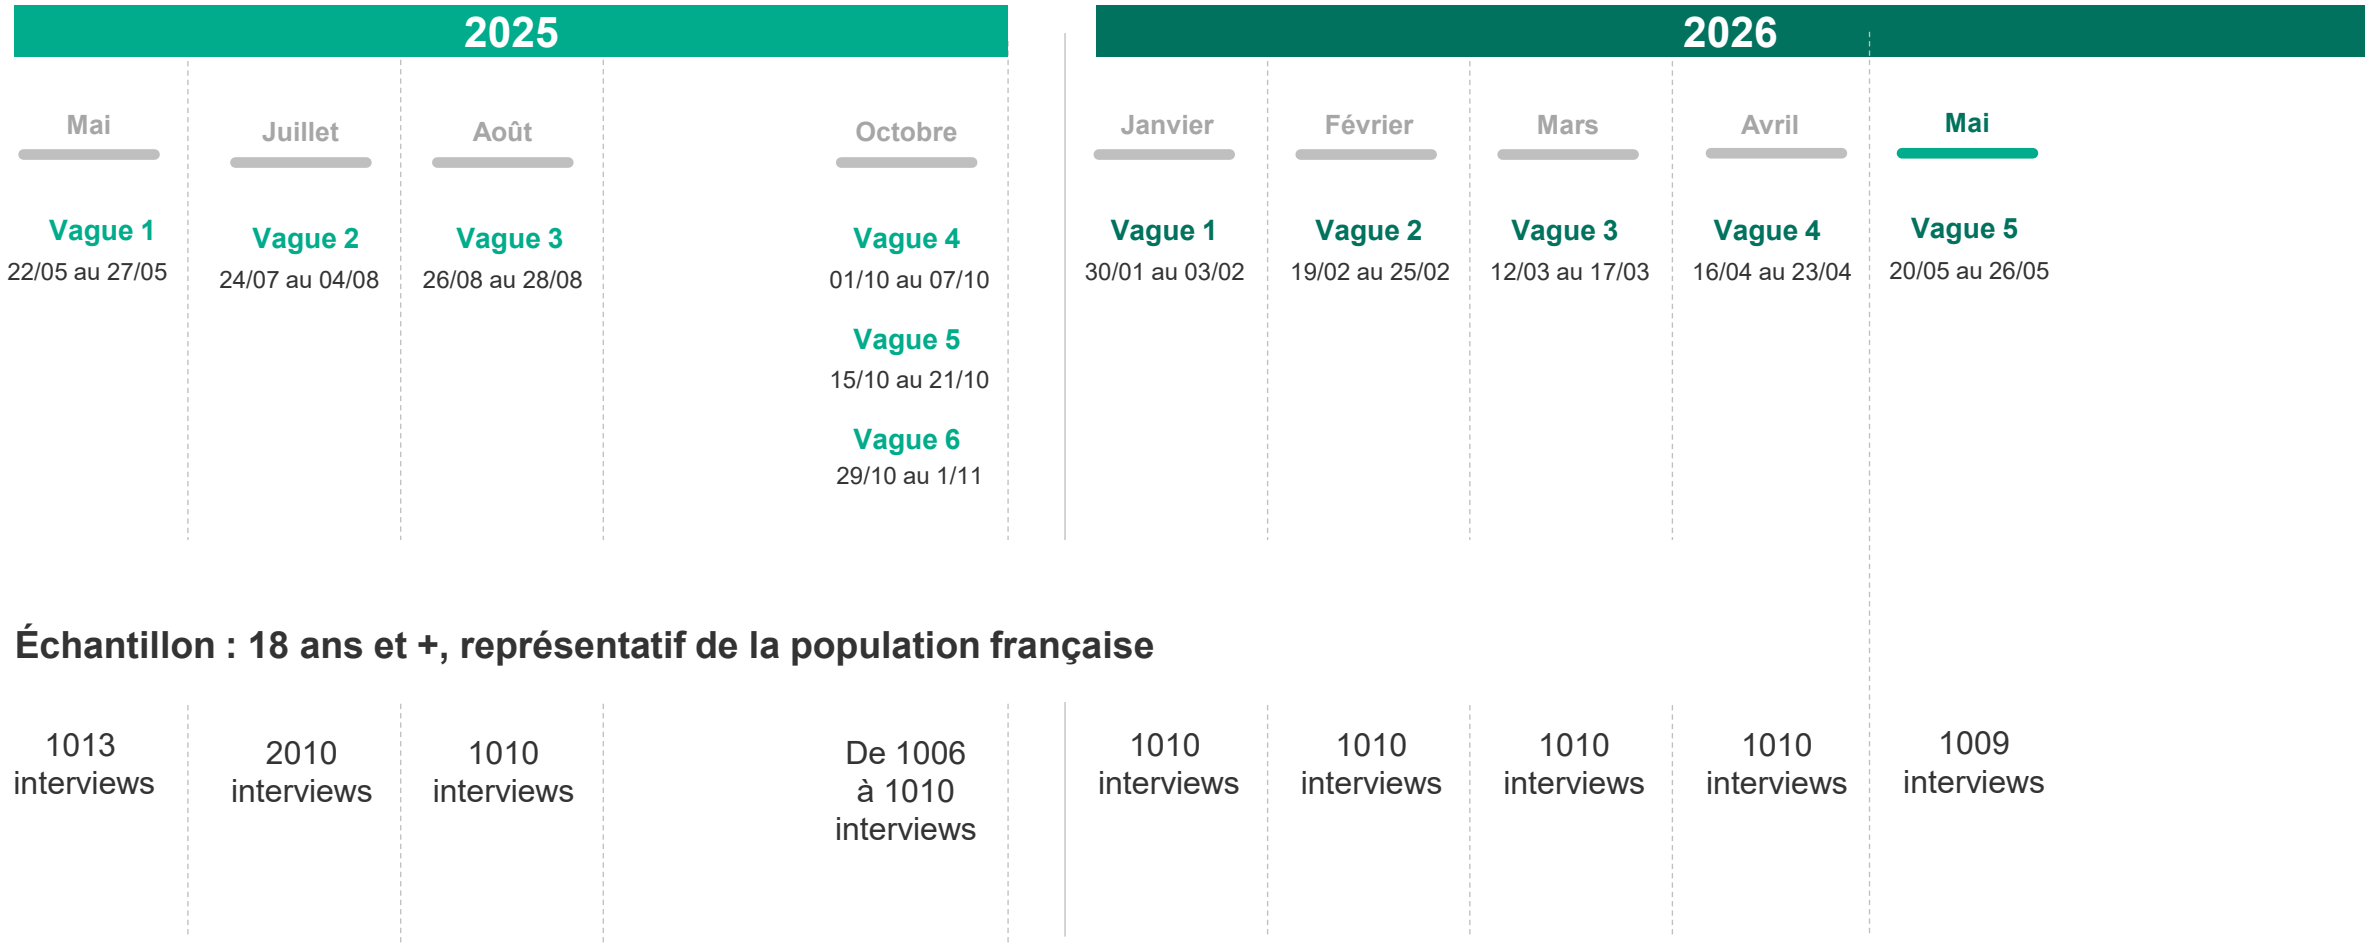 2025
2026
Mai
Juillet
Août
Octobre
Janvier
Février
Mars
Avril
Mai
Vague 1
22/05 au 27/05
Vague 2
24/07 au 04/08
Vague 3
26/08 au 28/08
Vague 4
01/10 au 07/10
Vague 5
15/10 au 21/10
Vague 6
29/10 au 1/11
Vague 1
30/01 au 03/02
Vague 2
19/02 au 25/02
Vague 3
12/03 au 17/03
Vague 4
16/04 au 23/04
Vague 5
20/05 au 26/05
Échantillon : 18 ans et +, représentatif de la population française
1013
interviews
2010
interviews
1010
interviews
De 1006
à 1010
interviews
1010
interviews
1010
interviews
1010
interviews
1010
interviews
1009
interviews